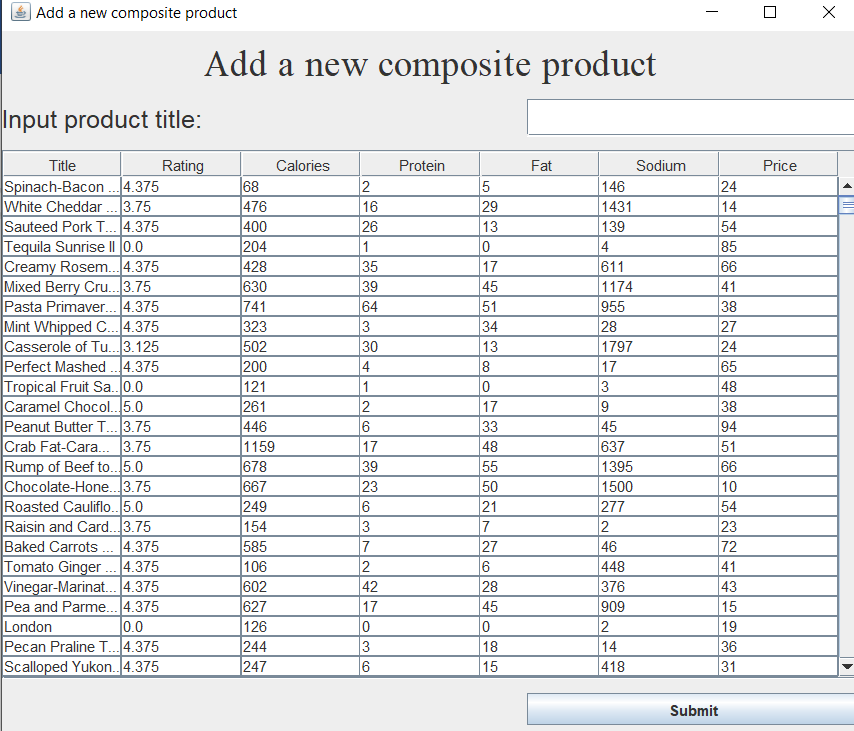 Add a new composite product
Add a new composite product
Input product title:
Title Rating Calories Protein Fat Sodium Price
Spinach-Bacon ... 4.375 68 2 5 146 24
White Cheddar ... 3.75 476 16 29 1431 14
Sauteed Pork T... 4.375 400 26 13 139 54
Tequila Sunrise II 0.0 204 1 0 4 85
Creamy Rosem... 4.375 428 35 17 611 66
Mixed Berry Cru... 3.75 630 39 45 1174 41
Pasta Primaver... 4.375 741 64 51 955 38
Mint Whipped C... 4.375 323 3 34 28 27
Casserole of Tu... 3.125 502 30 13 1797 24
Perfect Mashed ... 4.375 200 4 8 17 65
Tropical Fruit Sa... 0.0 121 1 0 3 48
Caramel Chocol... 5.0 261 2 17 9 38
Peanut Butter T... 3.75 446 6 33 45 94
Crab Fat-Cara... 3.75 1159 17 48 637 51
Rump of Beef to... 5.0 678 39 55 1395 66
Chocolate-Hone... 3.75 667 23 50 1500 10
Roasted Cauliflo... 5.0 249 6 21 277 54
Raisin and Card... 3.75 154 3 7 2 23
Baked Carrots ... 4.375 585 7 27 46 72
Tomato Ginger ... 4.375 106 2 6 448 41
Vinegar-Marinat... 4.375 602 42 28 376 43
Pea and Parme... 4.375 627 17 45 909 15
London 0.0 126 0 0 2 19
Pecan Praline T... 4.375 244 3 18 14 36
Scalloped Yukon... 4.375 247 6 15 418 31
Submit